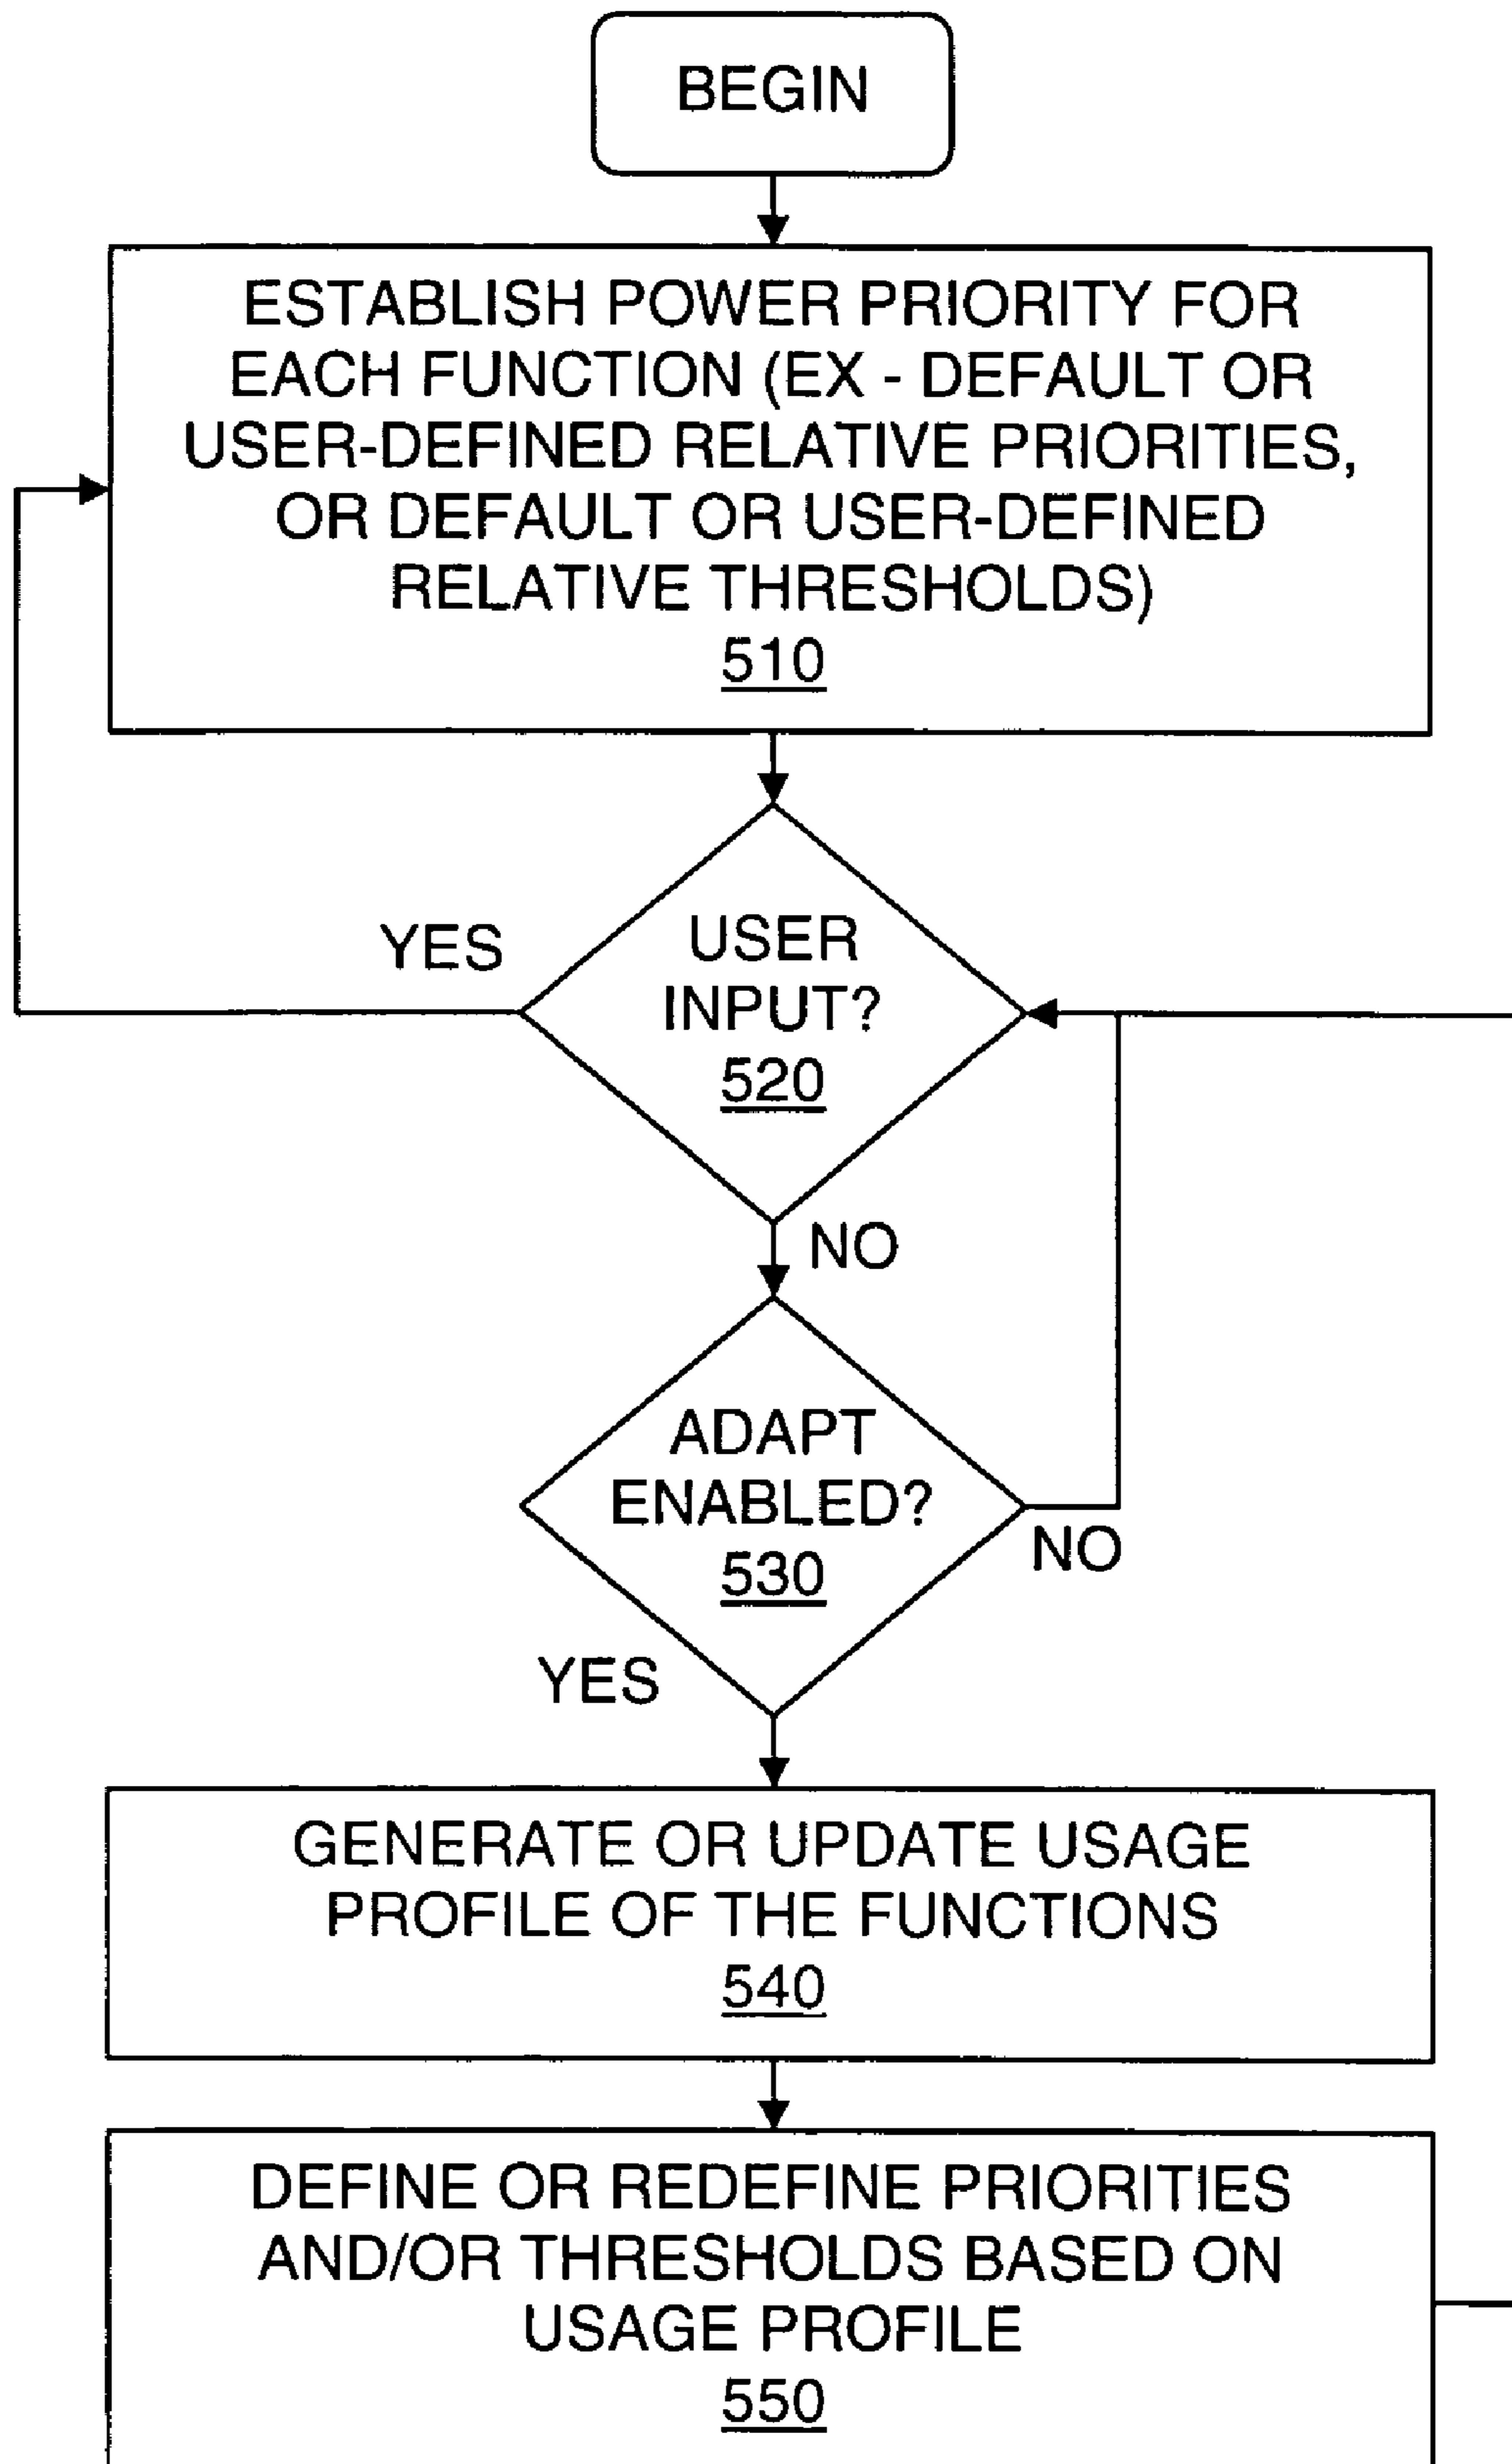 BEGIN
ESTABLISH POWER PRIORITY FOR
EACH FUNCTION (EX - DEFAULT OR
USER-DEFINED RELATIVE PRIORITIES,
OR DEFAULT OR USER-DEFINED
RELATIVE THRESHOLDS)
510
YES
USER
INPUT?
520
NO
ADAPT
ENABLED?
530
NO
YES
GENERATE OR UPDATE USAGE
PROFILE OF THE FUNCTIONS
540
DEFINE OR REDEFINE PRIORITIES
AND/OR THRESHOLDS BASED ON
USAGE PROFILE
550